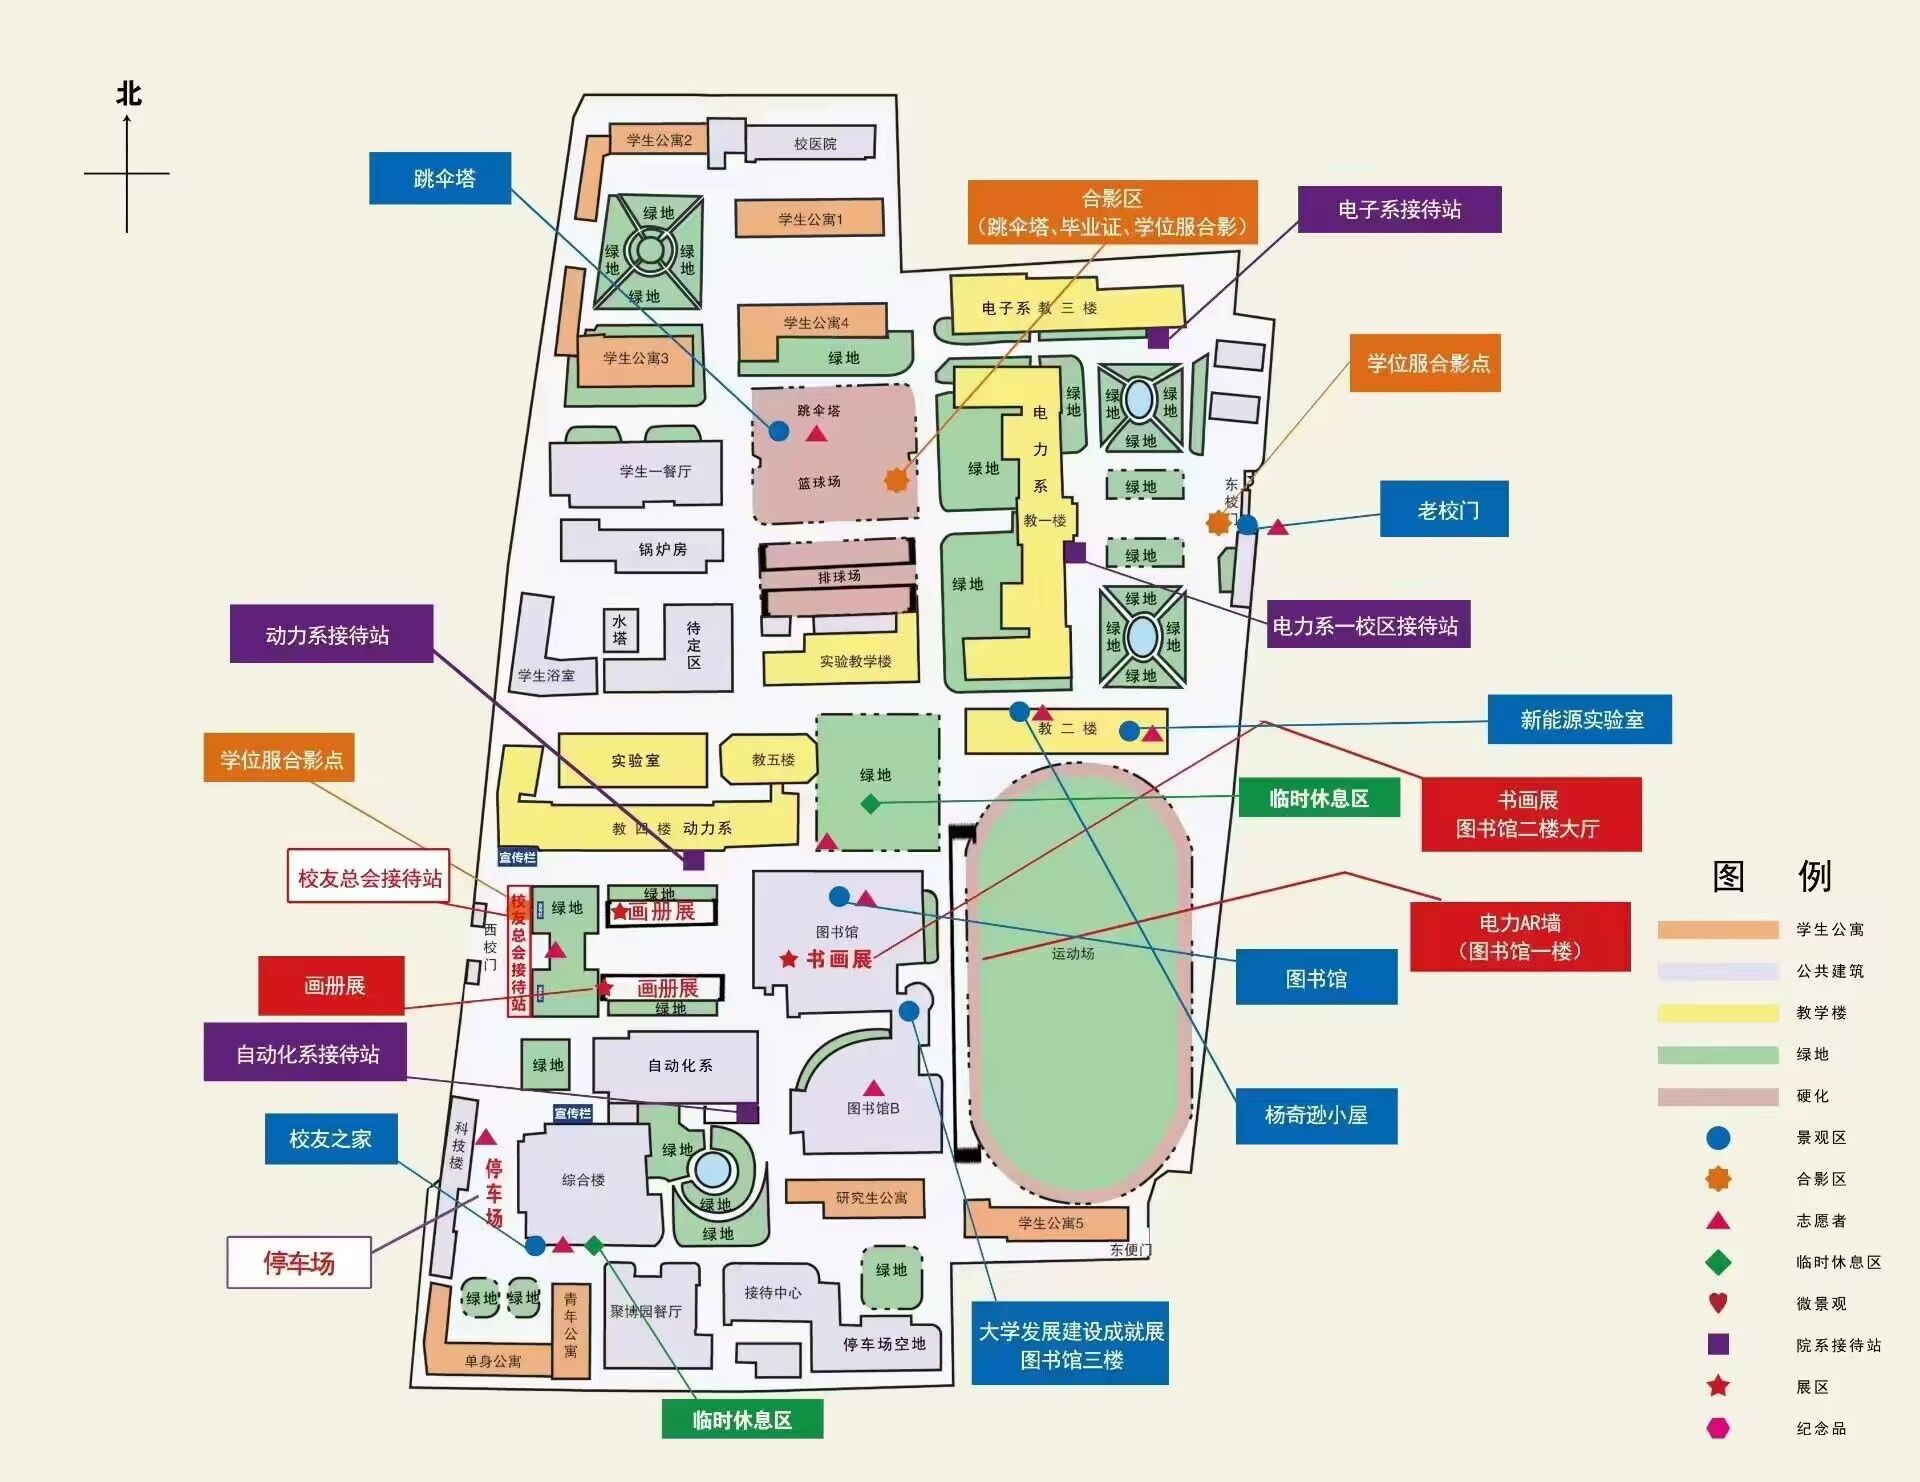 北
学生公寓2
校医院
跳伞塔
合影区
（跳伞塔、毕业证、学位服合影）
电子系接待站
绿地
绿地
绿地
绿地
学生公寓1
学生公寓4
绿地
学生公寓3
电子系 教三楼
学位服合影点
跳伞塔
篮球场
绿地
电力系
绿地
教一楼
绿地
绿地
绿地
绿地
绿地
东校门
老校门
学生一餐厅
锅炉房
排球场
绿地
绿地
电力系一校区接待站
动力系接待站
水塔
待定区
学生浴室
实验教学楼
绿地
绿地
绿地
绿地
新能源实验室
教二楼
学位服合影点
实验室
教五楼
绿地
临时休息区
书画展
图书馆二楼大厅
教四楼 动力系
宣传栏
校友总会接待站
校友总会接待站
绿地
绿地
画册展
西校门
图书馆
书画展
运动场
电力AR墙
（图书馆一楼）
画册展
画册展
绿地
图书馆
自动化系接待站
绿地
自动化系
图书馆B
杨奇逊小屋
宣传栏
校友之家
科技楼
停车场
综合楼
绿地
绿地
绿地
研究生公寓
学生公寓5
东便门
停车场
绿地
绿地
青年公寓
聚博园餐厅
接待中心
绿地
停车场空地
单身公寓
大学发展建设成就展
图书馆三楼
临时休息区
图 例
学生公寓
公共建筑
教学楼
绿地
硬化
景观区
合影区
志愿者
临时休息区
微景观
院系接待站
展区
纪念品